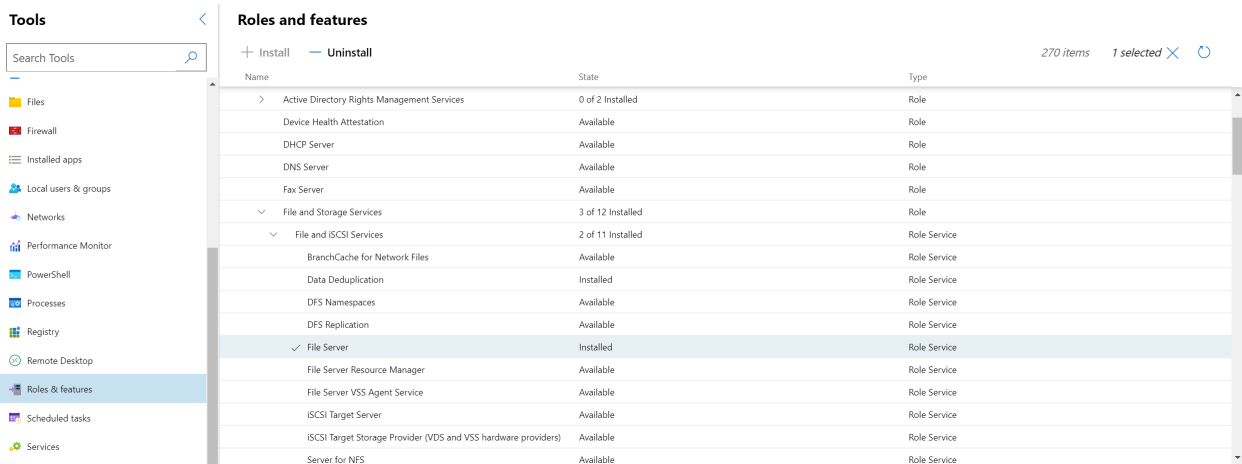 Tools
Search Tools
Files
Firewall
Installed apps
Local users & groups
Networks
Performance Monitor
PowerShell
Processes
Registry
Remote Desktop
Roles & features
Scheduled tasks
Services
Roles and features
Install Uninstall 270 items 1 selected
Name State Type
Active Directory Rights Management Services 0 of 2 Installed Role
Device Health Attestation Available Role
DHCP Server Available Role
DNS Server Available Role
Fax Server Available Role
File and Storage Services 3 of 12 Installed Role
File and iSCSI Services 2 of 11 Installed Role Service
BranchCache for Network Files Available Role Service
Data Deduplication Installed Role Service
DFS Namespaces Available Role Service
DFS Replication Available Role Service
File Server Installed Role Service
File Server Resource Manager Available Role Service
File Server VSS Agent Service Available Role Service
iSCSI Target Server Available Role Service
iSCSI Target Storage Provider (VDS and VSS hardware providers) Available Role Service
Server for NFS Available Role Service